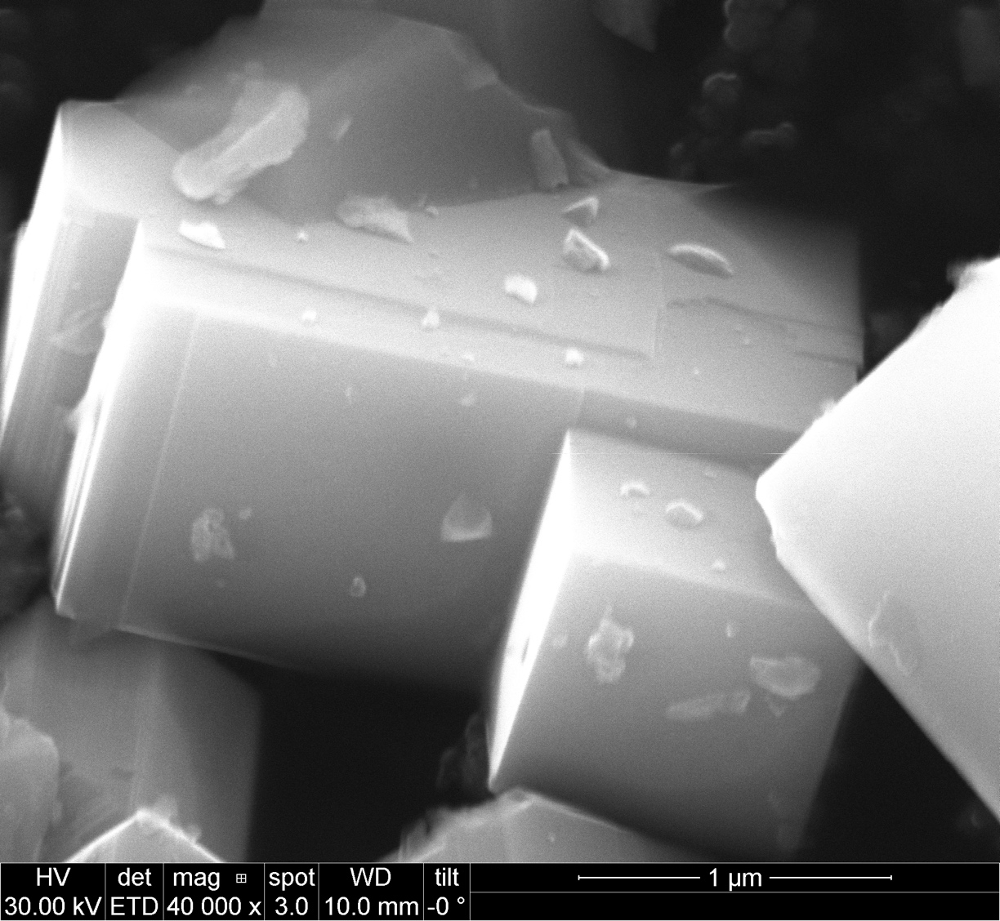 HV det mag ⊞ spot WD tilt 1 µm
30.00 kV ETD 40 000 x 3.0 10.0 mm -0 °